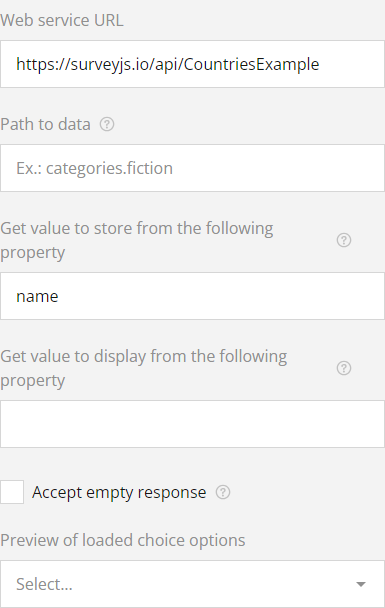 Web service URL
https://surveyjs.io/api/CountriesExample
Path to data
Ex.: categories.fiction
Get value to store from the following
property
name
Get value to display from the following
property
Accept empty response
Preview of loaded choice options
Select...